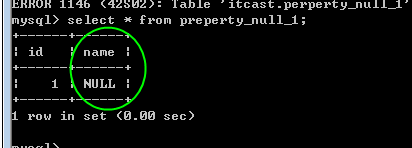 ERROR 1146 (42S02): Table 'itcast.perperty_null_1'
mysql> select * from preperty_null_1;
+------+------+
| id   | name |
+------+------+
|    1 | NULL |
+------+------+
1 row in set (0.00 sec)
mysql>